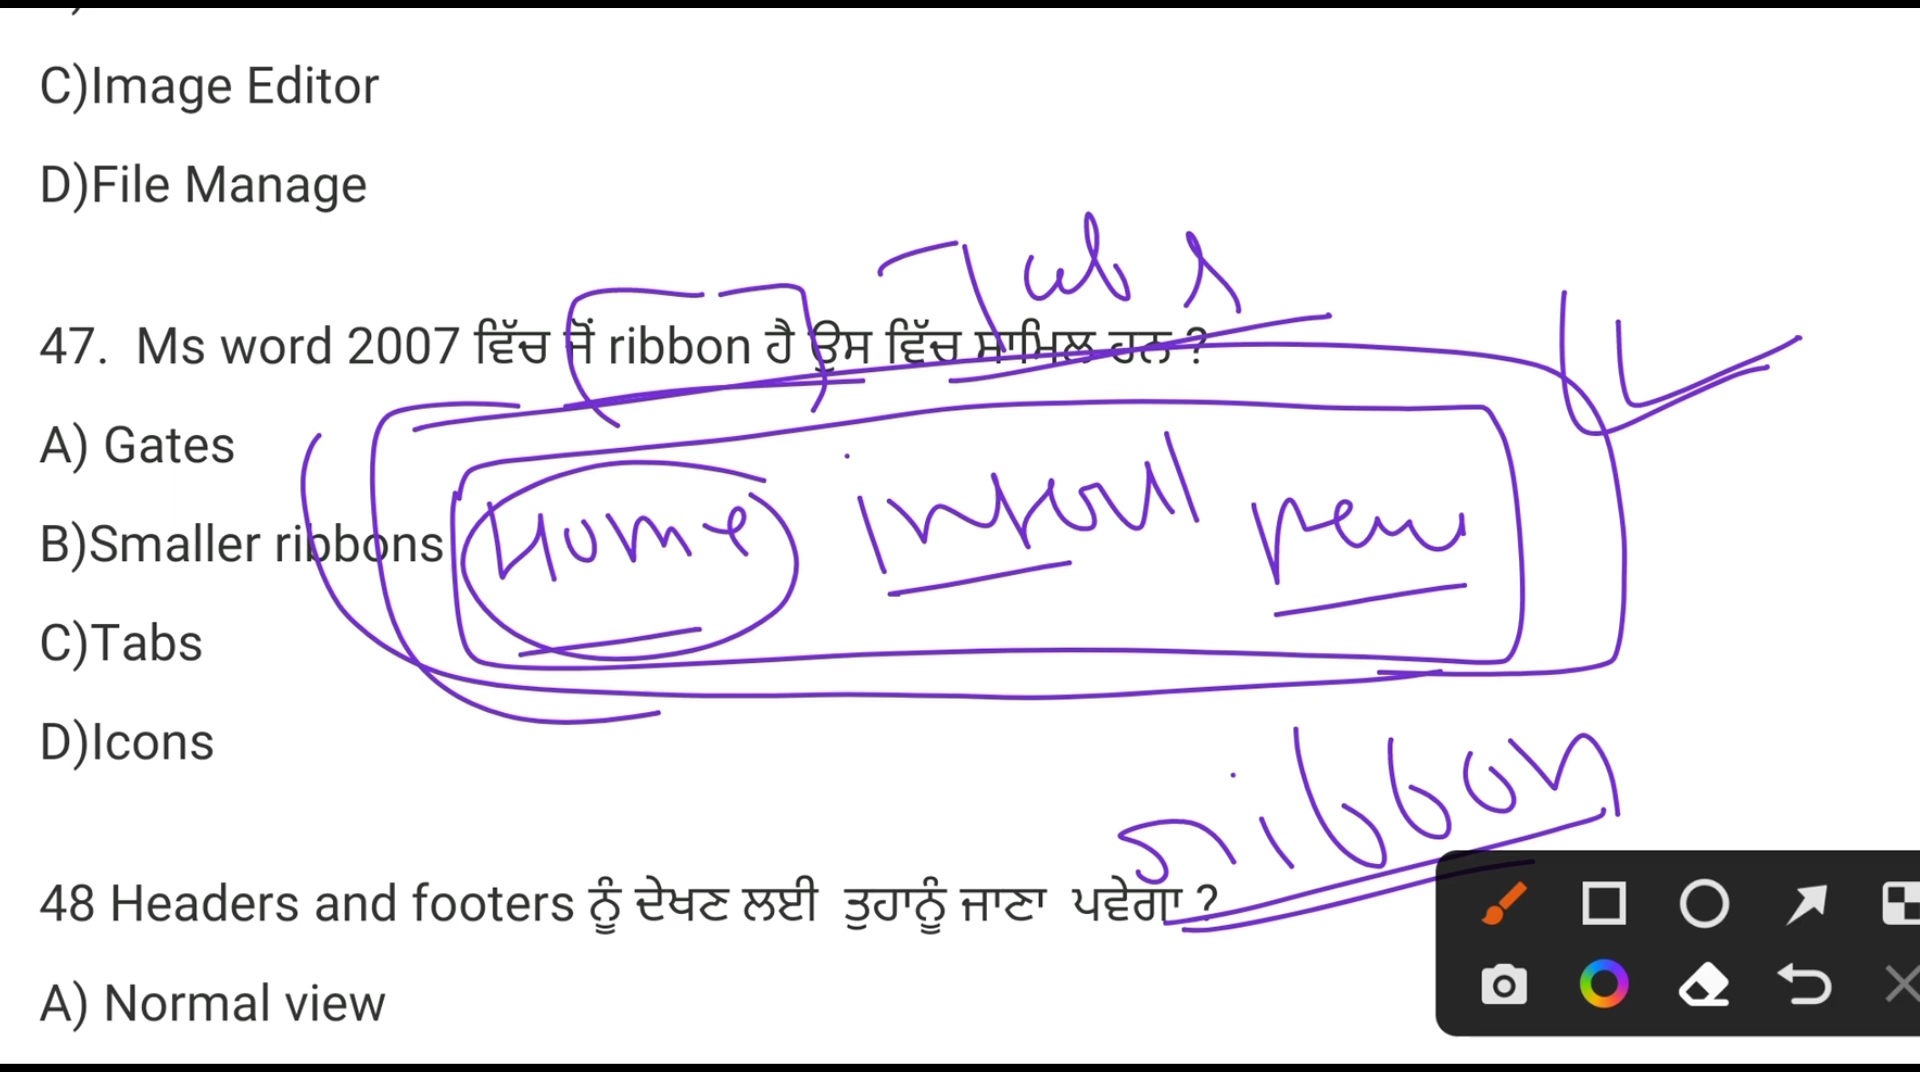 C)Image Editor
D)File Manage
Tabs
47. Ms word 2007 ਵਿੱਚ ਜੋਂ ribbon ਹੈ ਉਸ ਵਿੱਚ ਸ਼ਾਮਿਲ ਹਨ ?
A) Gates
B)Smaller ribbons
Home
C)Tabs
D)Icons
ribbon
48 Headers and footers ਨੂੰ ਦੇਖਣ ਲਈ ਤੁਹਾਨੂੰ ਜਾਣਾ ਪਵੇਗਾ ?
A) Normal view